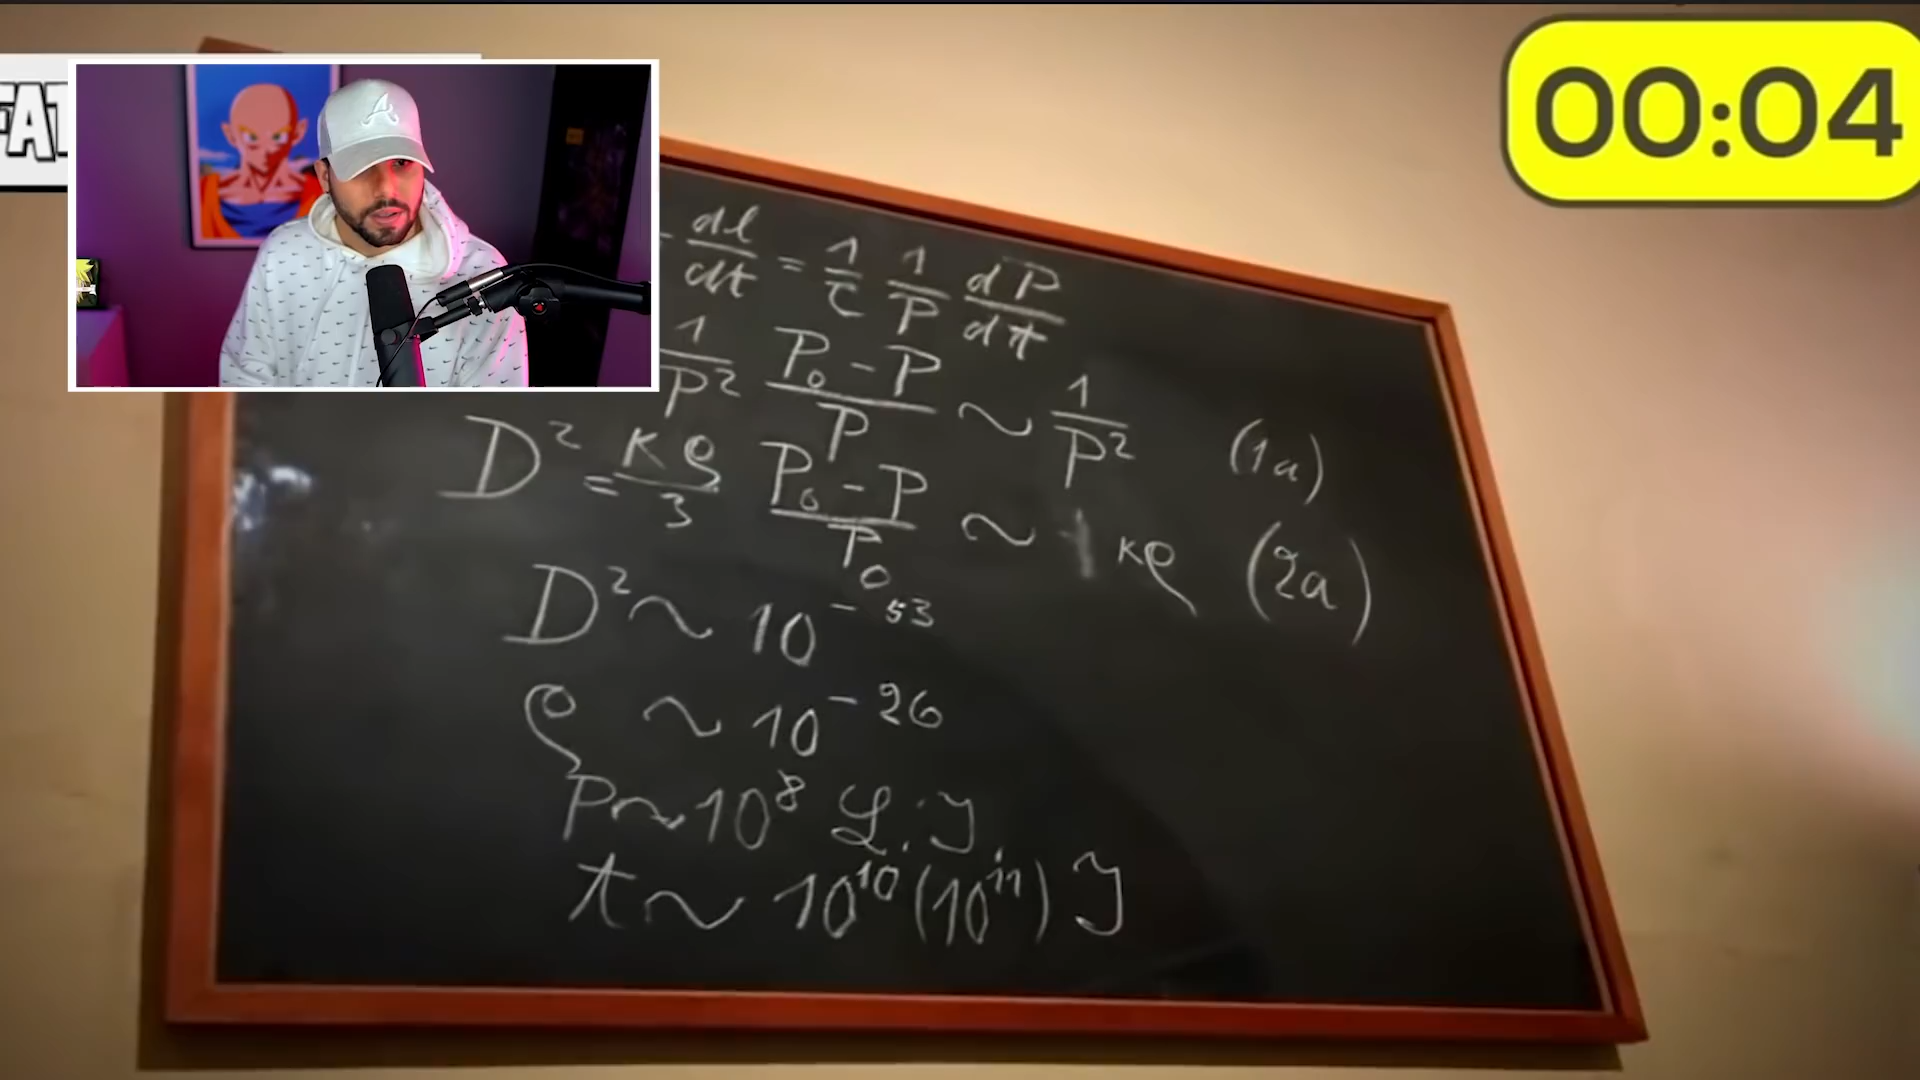 FAT
00:04
dl/dt = 1/c 1/P dP/dt
1/P² P₀-P/P ~ 1/P² (1a)
D² = κρ/3 P₀-P/P₀ ~ κρ (2a)
D² ~ 10⁻⁵³
ρ ~ 10⁻²⁶
P ~ 10⁸ L.J.
t ~ 10¹⁰ (10¹¹) J